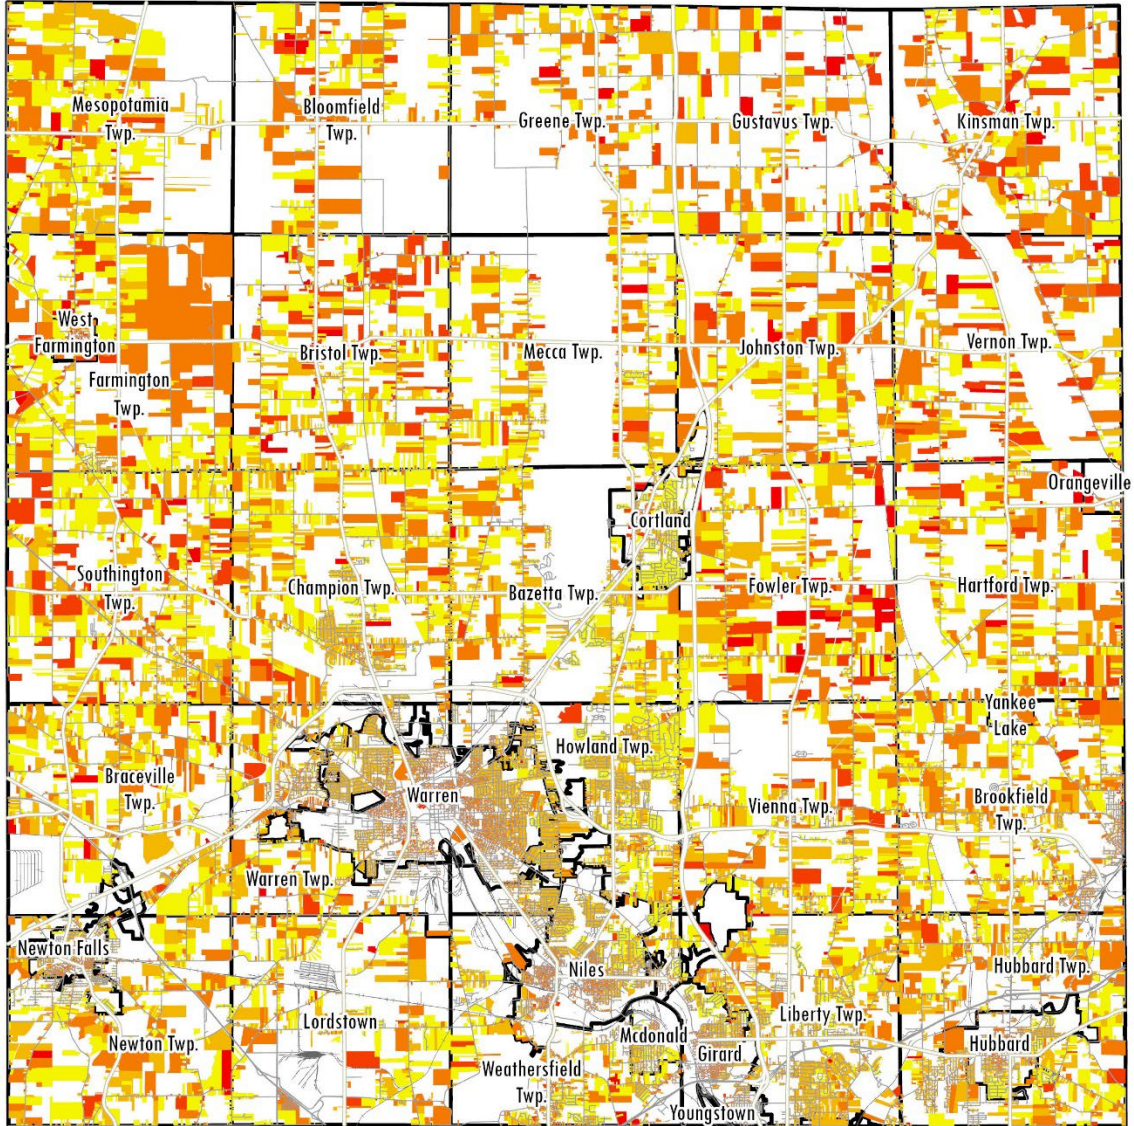 Mesopotamia
Twp.
Bloomfield
Twp.
Greene Twp.
Gustavus Twp.
Kinsman Twp.
West
Farmington
Farmington
Twp.
Bristol Twp.
Mecca Twp.
Johnston Twp.
Vernon Twp.
Orangeville
Cortland
Southington
Twp.
Champion Twp.
Bazetta Twp.
Fowler Twp.
Hartford Twp.
Yankee
Lake
Howland Twp.
Braceville
Twp.
Warren
Vienna Twp.
Brookfield
Twp.
Warren Twp.
Newton Falls
Niles
Hubbard Twp.
Lordstown
Liberty Twp.
Newton Twp.
Mcdonald
Girard
Hubbard
Weathersfield
Twp.
Youngstown